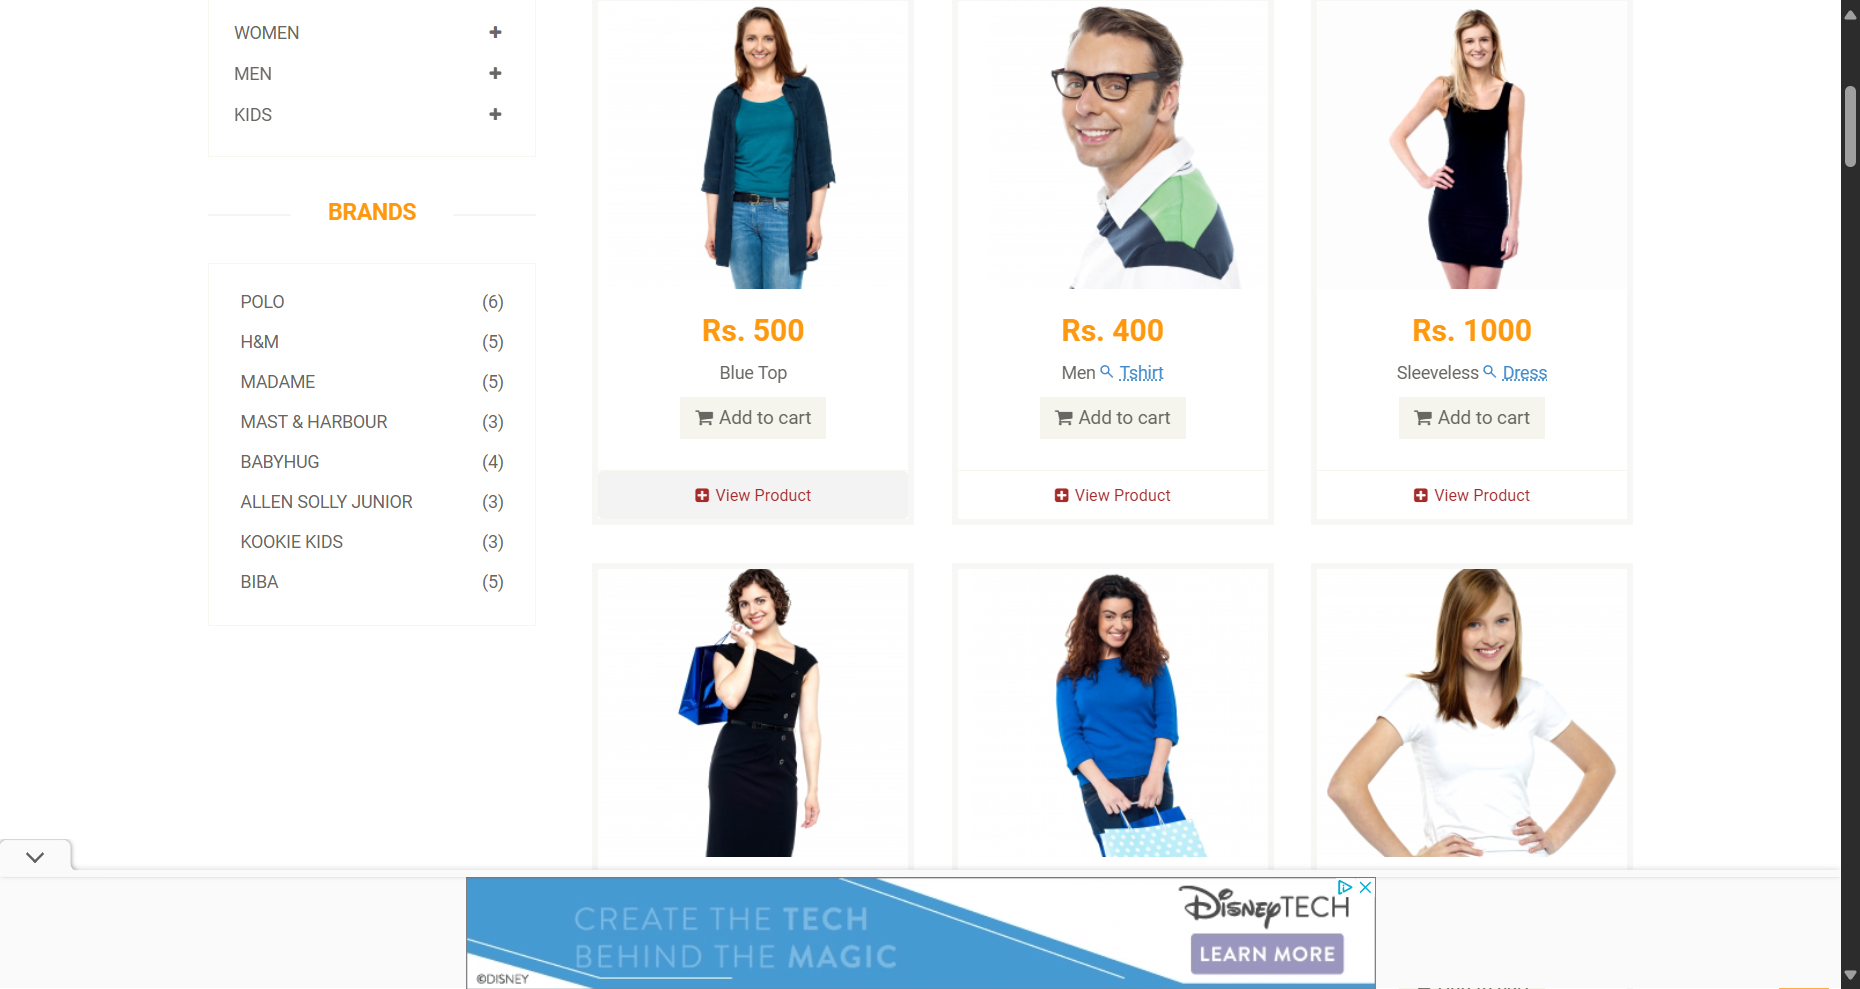 WOMEN
MEN
KIDS
BRANDS
POLO (6)
H&M (5)
MADAME (5)
MAST & HARBOUR (3)
BABYHUG (4)
ALLEN SOLLY JUNIOR (3)
KOOKIE KIDS (3)
BIBA (5)
Rs. 500
Blue Top
Add to cart
View Product
Rs. 400
Men Tshirt
Add to cart
View Product
Rs. 1000
Sleeveless Dress
Add to cart
View Product
CREATE THE TECH
BEHIND THE MAGIC
©DISNEY
DISNEY TECH
LEARN MORE